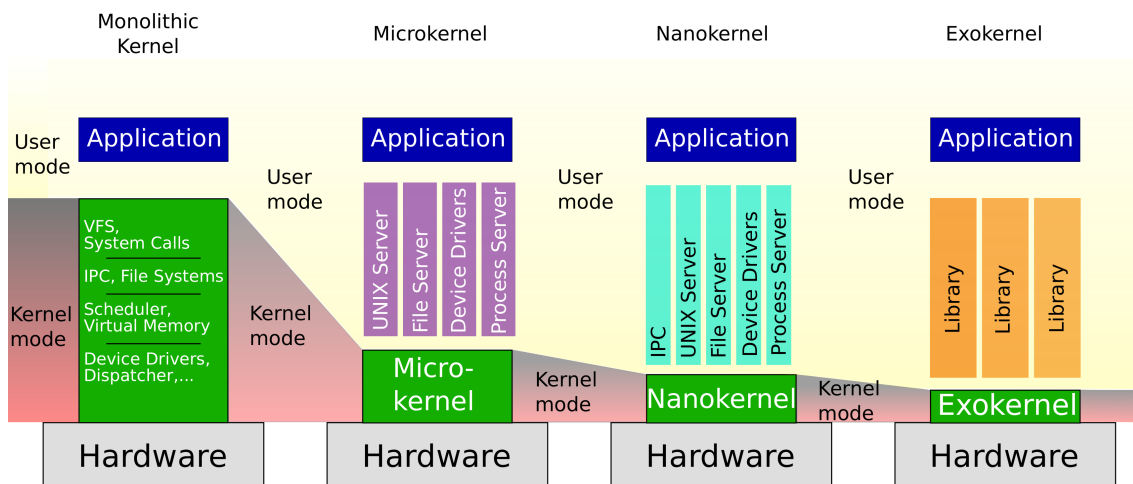 Monolithic
Kernel
Microkernel
Nanokernel
Exokernel
User
mode
Application
User
mode
Application
User
mode
Application
User
mode
Application
Kernel
mode
VFS,
System Calls
IPC, File Systems
Scheduler,
Virtual Memory
Device Drivers,
Dispatcher,...
Kernel
mode
UNIX Server
File Server
Device Drivers
Process Server
Micro-
kernel
Kernel
mode
IPC
UNIX Server
File Server
Device Drivers
Process Server
Nanokernel
Kernel
mode
Library
Library
Library
Exokernel
Hardware
Hardware
Hardware
Hardware